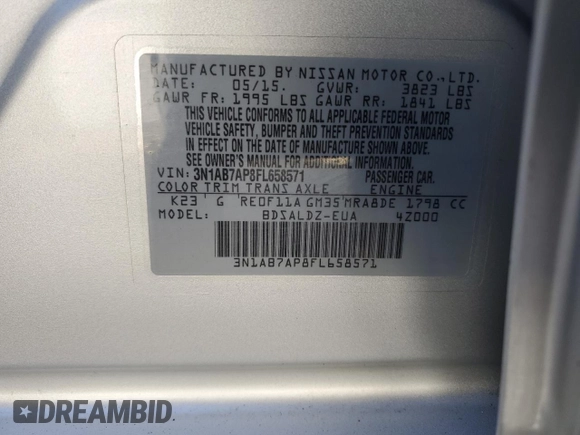 MANUFACTURED BY NISSAN MOTOR CO.,LTD.
DATE: 05/15. GVWR: 3823 LBS
GAWR FR: 1995 LBS GAWR RR: 1841 LBS
THIS VEHICLE CONFORMS TO ALL APPLICABLE FEDERAL MOTOR
VEHICLE SAFETY, BUMPER AND THEFT PREVENTION STANDARDS
IN EFFECT ON THE DATE OF MANUFACTURE SHOWN ABOVE.
SEE OWNER'S MANUAL FOR ADDITIONAL INFORMATION.
VIN: 3N1AB7AP8FL658571 PASSENGER CAR.
COLOR TRIM TRANS AXLE ENGINE
K23 G RE0F11A GM35 MRA8DE 1798 CC
MODEL: BDSALDZ-EUA 4Z000
3N1AB7AP8FL658571
DREAMBID